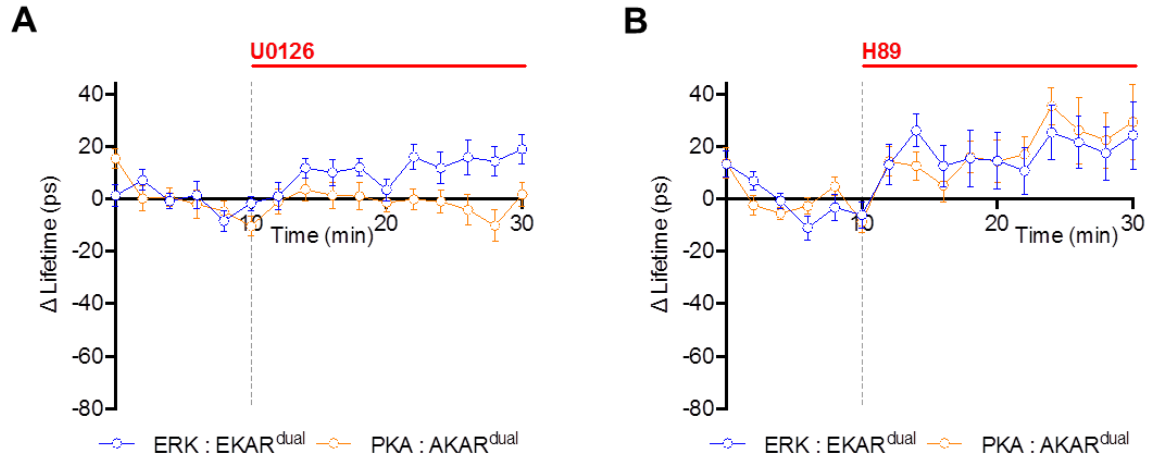 A
B
U0126
H89
40
20
0
-20
-40
-60
-80
Δ Lifetime (ps)
10
20
30
Time (min)
40
20
0
-20
-40
-60
-80
Δ Lifetime (ps)
10
20
30
Time (min)
ERK : EKARdual PKA : AKARdual
ERK : EKARdual PKA : AKARdual